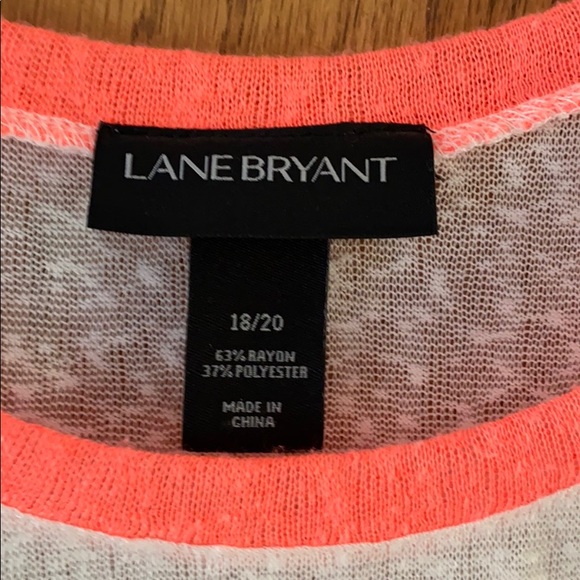 LANE BRYANT
18/20
63% RAYON
37% POLYESTER
MADE IN
CHINA